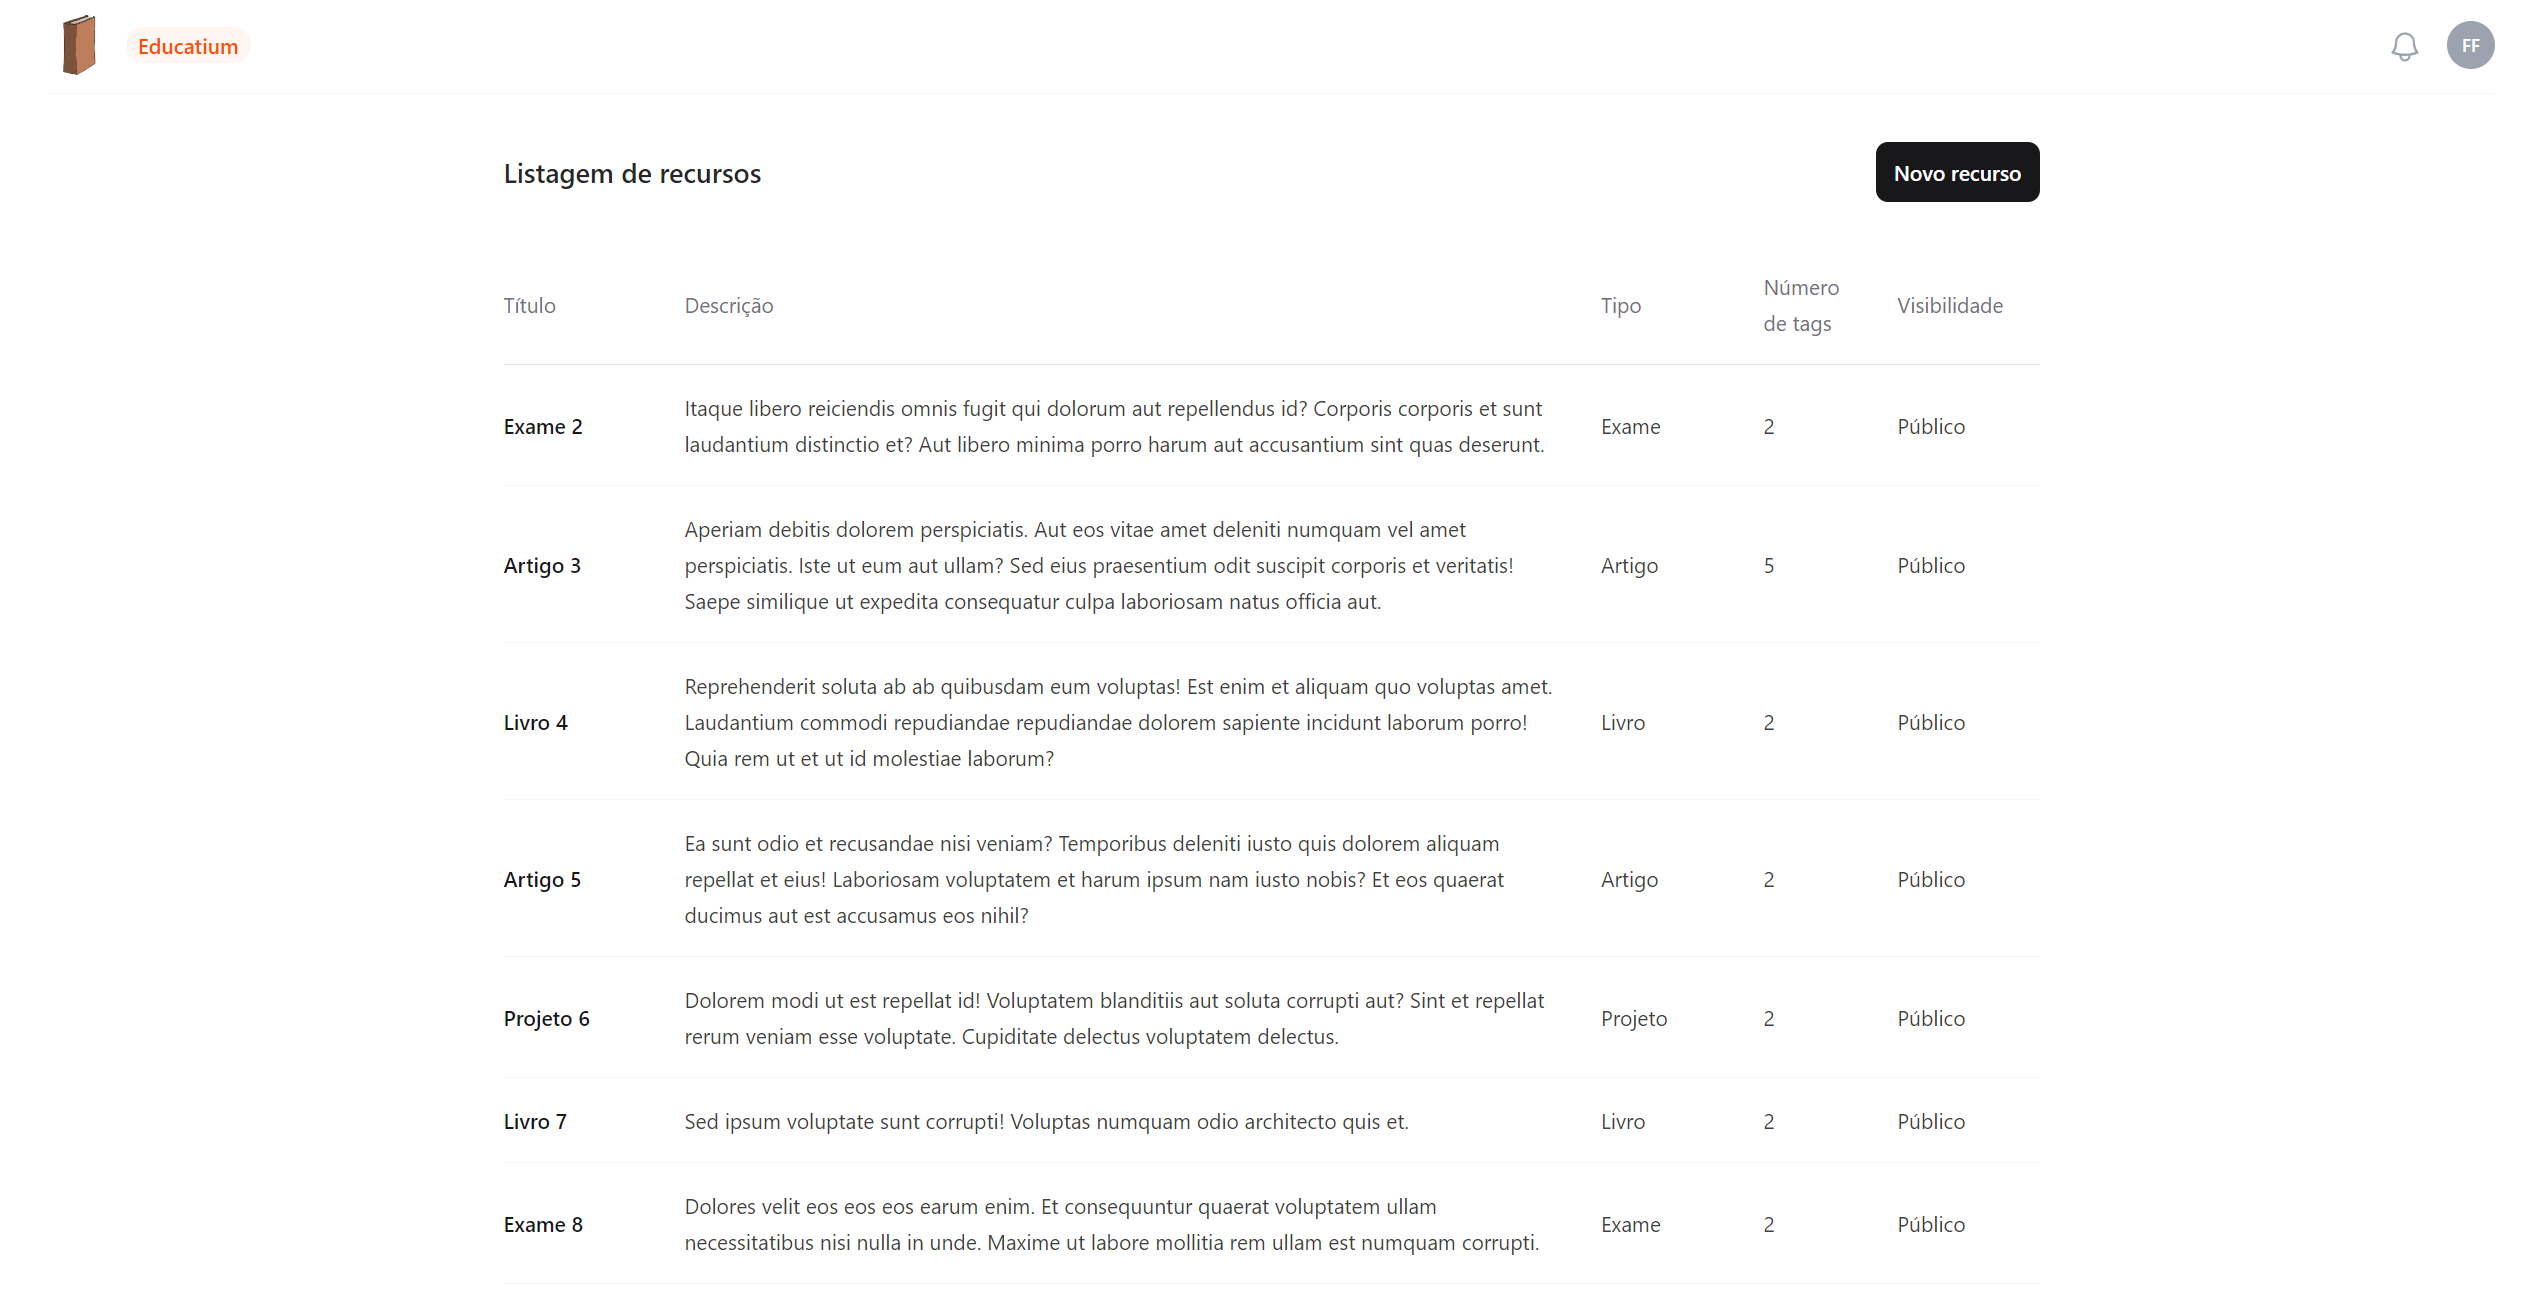 Educatium
FF
Listagem de recursos
Novo recurso
Título
Descrição
Tipo
Número
de tags
Visibilidade
Exame 2
Itaque libero reiciendis omnis fugit qui dolorum aut repellendus id? Corporis corporis et sunt
laudantium distinctio et? Aut libero minima porro harum aut accusantium sint quas deserunt.
Exame
2
Público
Artigo 3
Aperiam debitis dolorem perspiciatis. Aut eos vitae amet deleniti numquam vel amet
perspiciatis. Iste ut eum aut ullam? Sed eius praesentium odit suscipit corporis et veritatis!
Saepe similique ut expedita consequatur culpa laboriosam natus officia aut.
Artigo
5
Público
Livro 4
Reprehenderit soluta ab ab quibusdam eum voluptas! Est enim et aliquam quo voluptas amet.
Laudantium commodi repudiandae repudiandae dolorem sapiente incidunt laborum porro!
Quia rem ut et ut id molestiae laborum?
Livro
2
Público
Artigo 5
Ea sunt odio et recusandae nisi veniam? Temporibus deleniti iusto quis dolorem aliquam
repellat et eius! Laboriosam voluptatem et harum ipsum nam iusto nobis? Et eos quaerat
ducimus aut est accusamus eos nihil?
Artigo
2
Público
Projeto 6
Dolorem modi ut est repellat id! Voluptatem blanditiis aut soluta corrupti aut? Sint et repellat
rerum veniam esse voluptate. Cupiditate delectus voluptatem delectus.
Projeto
2
Público
Livro 7
Sed ipsum voluptate sunt corrupti! Voluptas numquam odio architecto quis et.
Livro
2
Público
Exame 8
Dolores velit eos eos eos earum enim. Et consequuntur quaerat voluptatem ullam
necessitatibus nisi nulla in unde. Maxime ut labore mollitia rem ullam est numquam corrupti.
Exame
2
Público